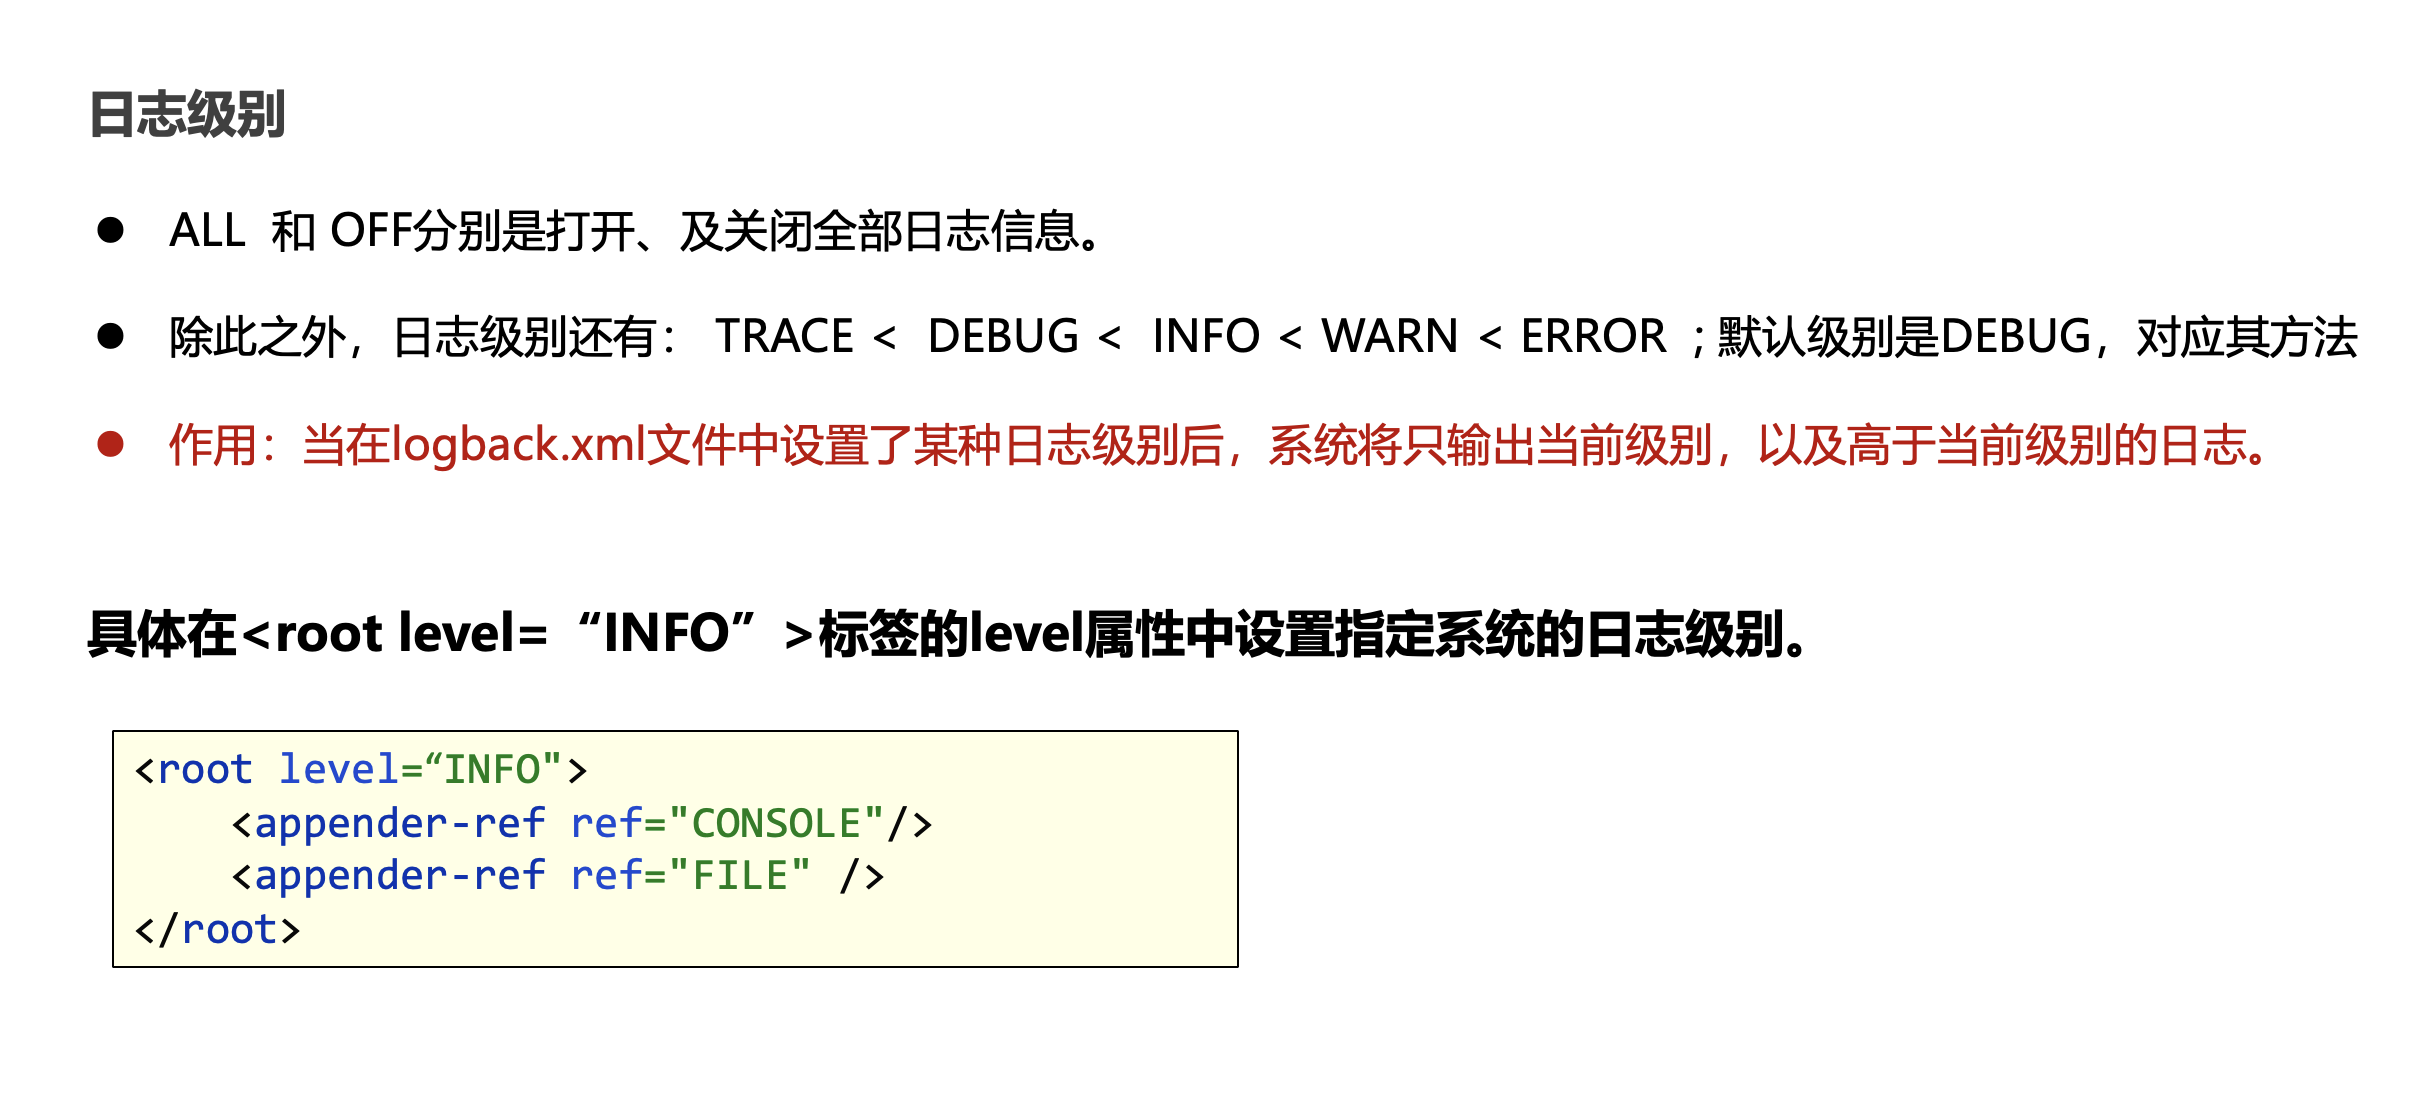 日志级别
● ALL 和 OFF分别是打开、及关闭全部日志信息。
● 除此之外，日志级别还有： TRACE < DEBUG < INFO < WARN < ERROR ; 默认级别是DEBUG，对应其方法
● 作用：当在logback.xml文件中设置了某种日志级别后，系统将只输出当前级别，以及高于当前级别的日志。
具体在<root level= “INFO” >标签的level属性中设置指定系统的日志级别。
<root level=“INFO">
    <appender-ref ref="CONSOLE"/>
    <appender-ref ref="FILE" />
</root>